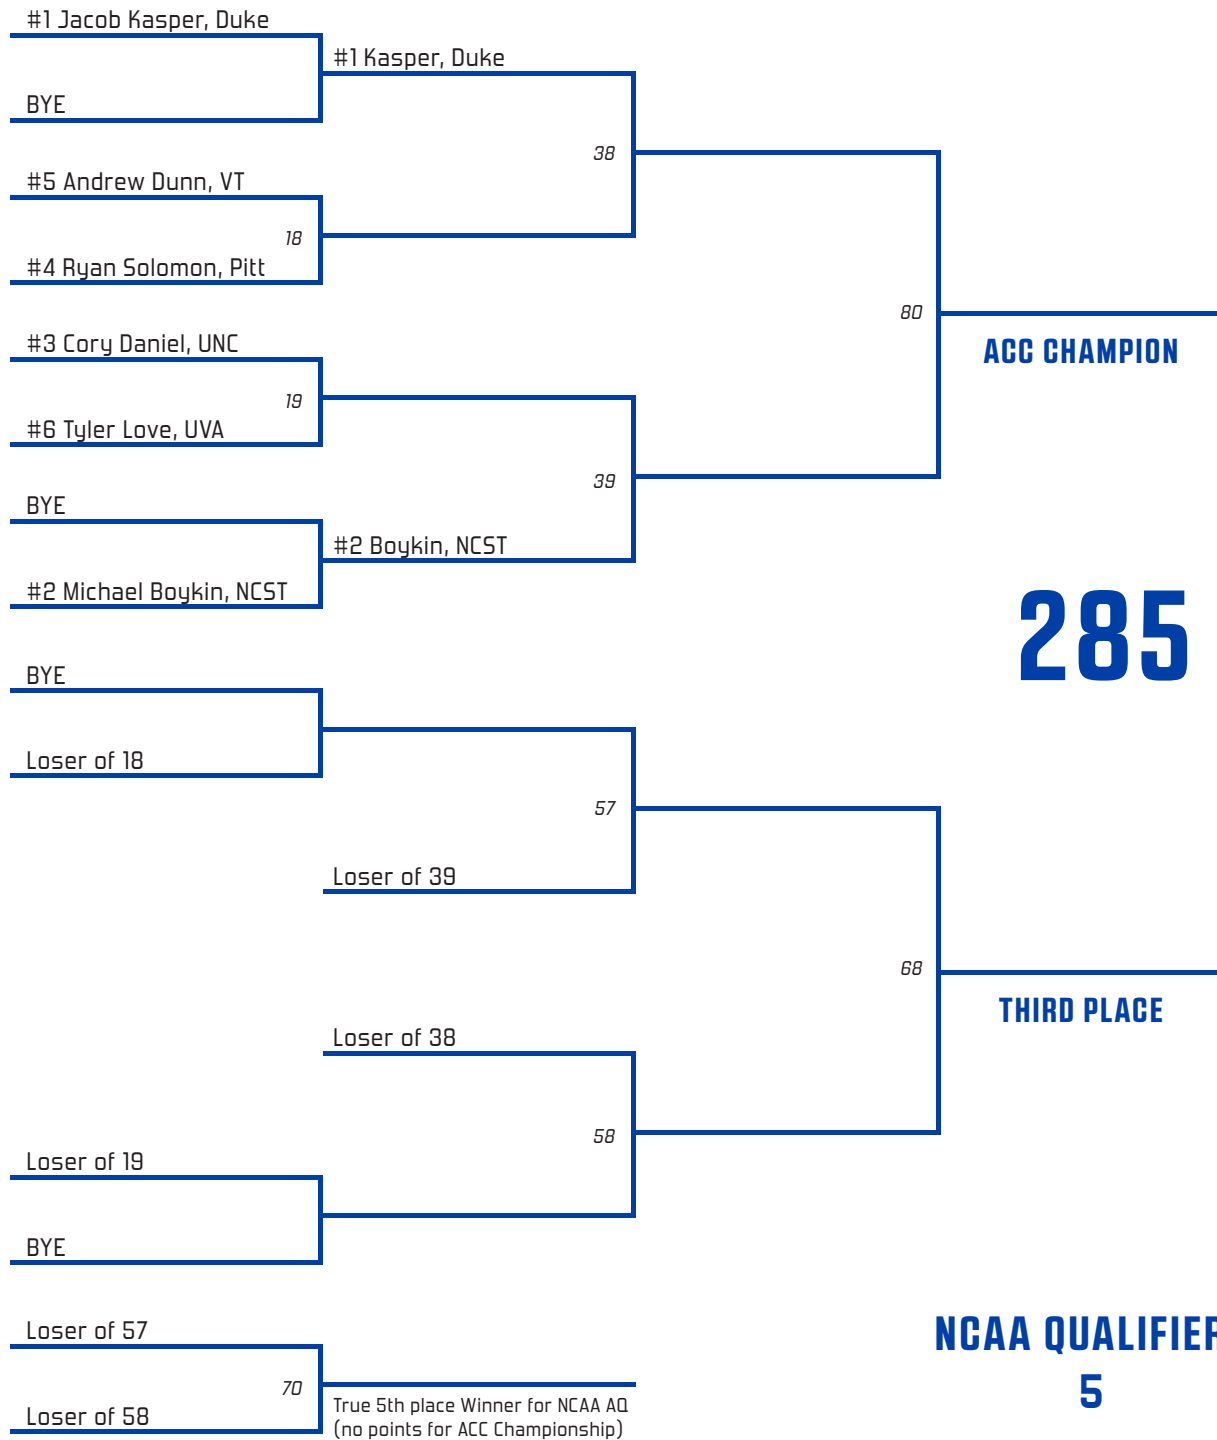 #1 Jacob Kasper, Duke
#1 Kasper, Duke
BYE
38
#5 Andrew Dunn, VT
18
#4 Ryan Solomon, Pitt
80
#3 Cory Daniel, UNC
ACC CHAMPION
19
#6 Tyler Love, UVA
39
BYE
#2 Boykin, NCST
#2 Michael Boykin, NCST
285
BYE
Loser of 18
57
Loser of 39
68
THIRD PLACE
Loser of 38
58
Loser of 19
BYE
Loser of 57
NCAA QUALIFIER
70
5
True 5th place Winner for NCAA AQ
Loser of 58
(no points for ACC Championship)